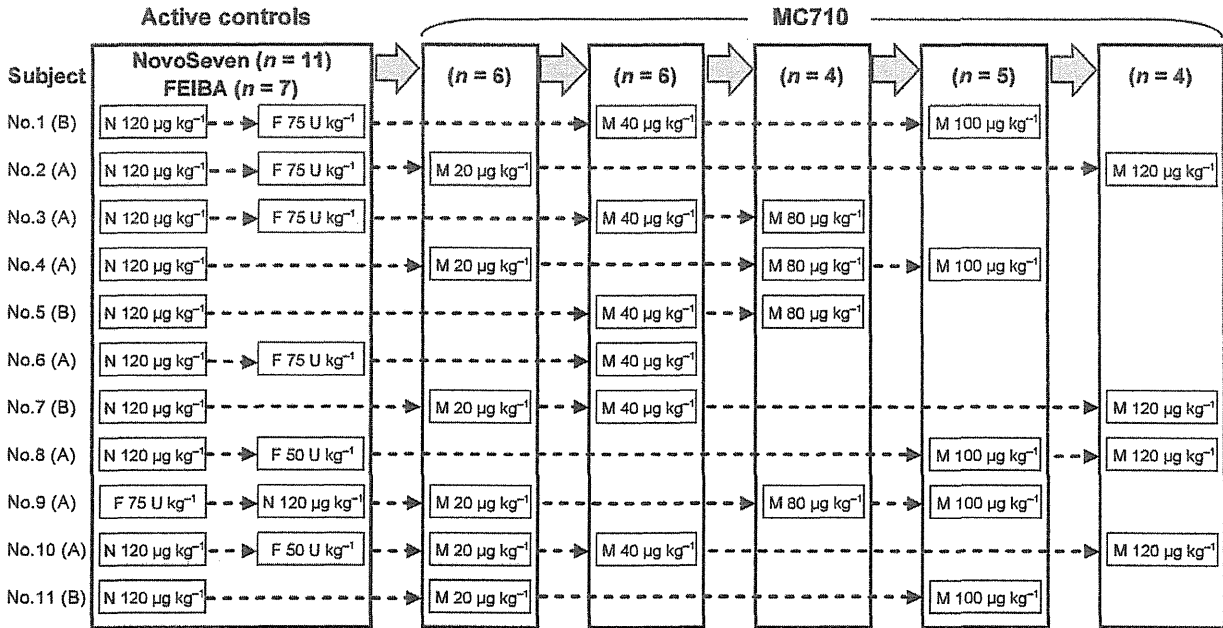 Active controls
MC710
Subject
NovoSeven (n = 11)
FEIBA (n = 7)
(n = 6)
(n = 6)
(n = 4)
(n = 5)
(n = 4)
No.1 (B) N 120 µg kg⁻¹ F 75 U kg⁻¹ M 40 µg kg⁻¹ M 100 µg kg⁻¹
No.2 (A) N 120 µg kg⁻¹ F 75 U kg⁻¹ M 20 µg kg⁻¹ M 120 µg kg⁻¹
No.3 (A) N 120 µg kg⁻¹ F 75 U kg⁻¹ M 40 µg kg⁻¹ M 80 µg kg⁻¹
No.4 (A) N 120 µg kg⁻¹ M 20 µg kg⁻¹ M 80 µg kg⁻¹ M 100 µg kg⁻¹
No.5 (B) N 120 µg kg⁻¹ M 40 µg kg⁻¹ M 80 µg kg⁻¹
No.6 (A) N 120 µg kg⁻¹ F 75 U kg⁻¹ M 40 µg kg⁻¹
No.7 (B) N 120 µg kg⁻¹ M 20 µg kg⁻¹ M 40 µg kg⁻¹ M 120 µg kg⁻¹
No.8 (A) N 120 µg kg⁻¹ F 50 U kg⁻¹ M 100 µg kg⁻¹ M 120 µg kg⁻¹
No.9 (A) F 75 U kg⁻¹ N 120 µg kg⁻¹ M 20 µg kg⁻¹ M 80 µg kg⁻¹ M 100 µg kg⁻¹
No.10 (A) N 120 µg kg⁻¹ F 50 U kg⁻¹ M 20 µg kg⁻¹ M 40 µg kg⁻¹ M 120 µg kg⁻¹
No.11 (B) N 120 µg kg⁻¹ M 20 µg kg⁻¹ M 100 µg kg⁻¹